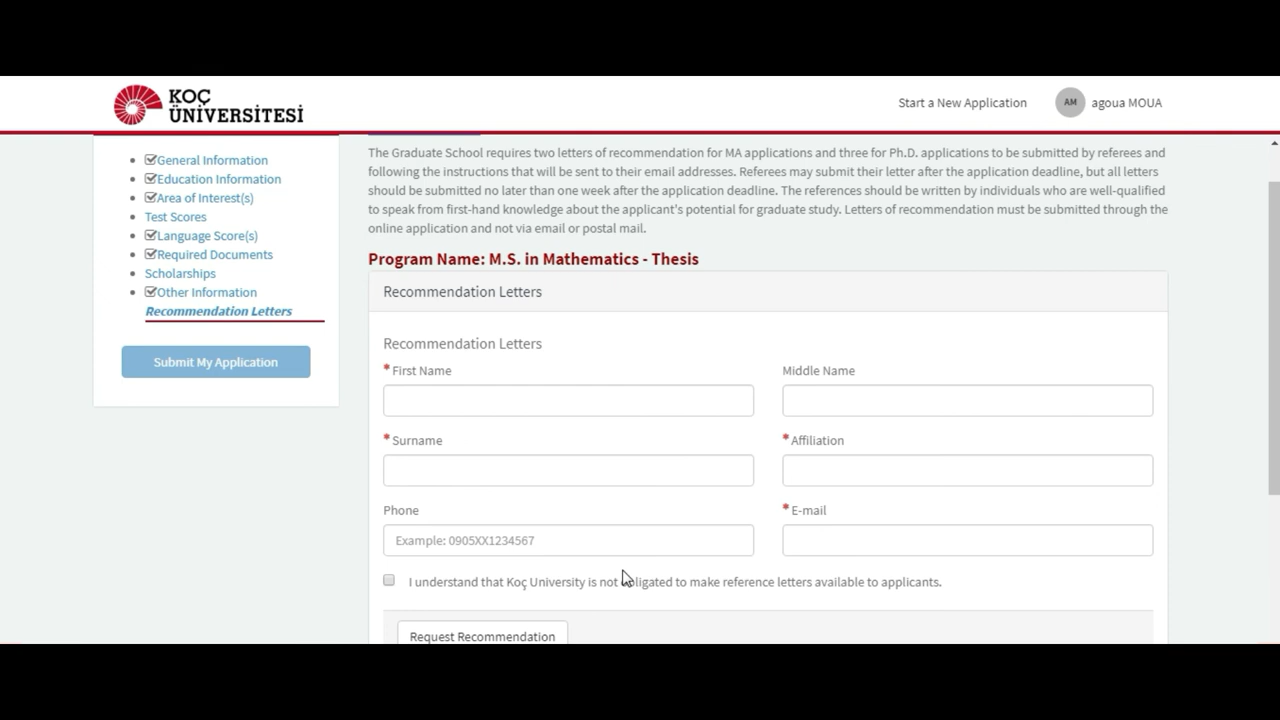 KOÇ
ÜNİVERSİTESİ
Start a New Application
AM
agoua MOUA
General Information
Education Information
Area of Interest(s)
Test Scores
Language Score(s)
Required Documents
Scholarships
Other Information
Recommendation Letters
Submit My Application
The Graduate School requires two letters of recommendation for MA applications and three for Ph.D. applications to be submitted by referees and
following the instructions that will be sent to their email addresses. Referees may submit their letter after the application deadline, but all letters
should be submitted no later than one week after the application deadline. The references should be written by individuals who are well-qualified
to speak from first-hand knowledge about the applicant's potential for graduate study. Letters of recommendation must be submitted through the
online application and not via email or postal mail.
Program Name: M.S. in Mathematics - Thesis
Recommendation Letters
Recommendation Letters
* First Name
Middle Name
* Surname
* Affiliation
Phone
* E-mail
Example: 0905XX1234567
I understand that Koç University is not obligated to make reference letters available to applicants.
Request Recommendation